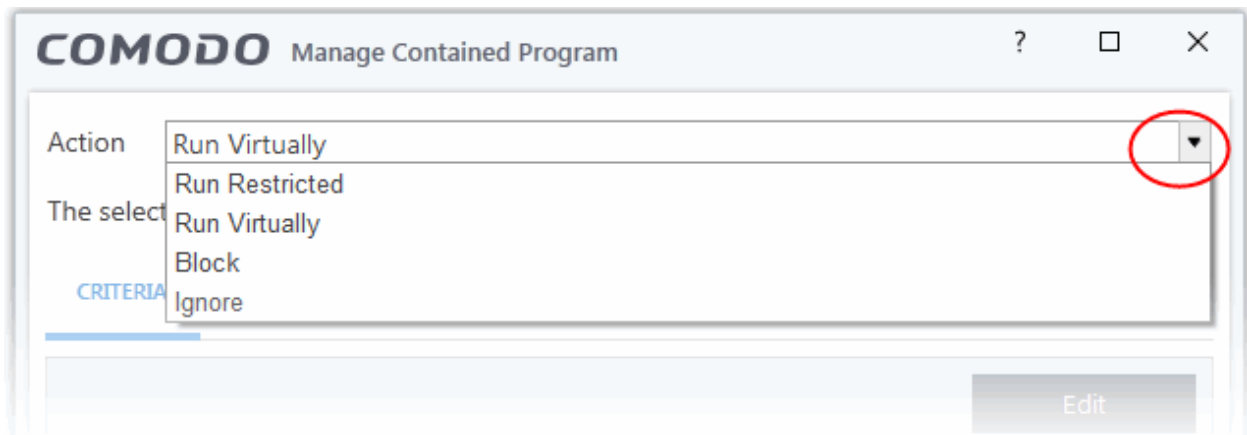 COMODO Manage Contained Program ?
Action Run Virtually
Run Restricted
The select
Run Virtually
Block
CRITERIA
Ignore
Edit